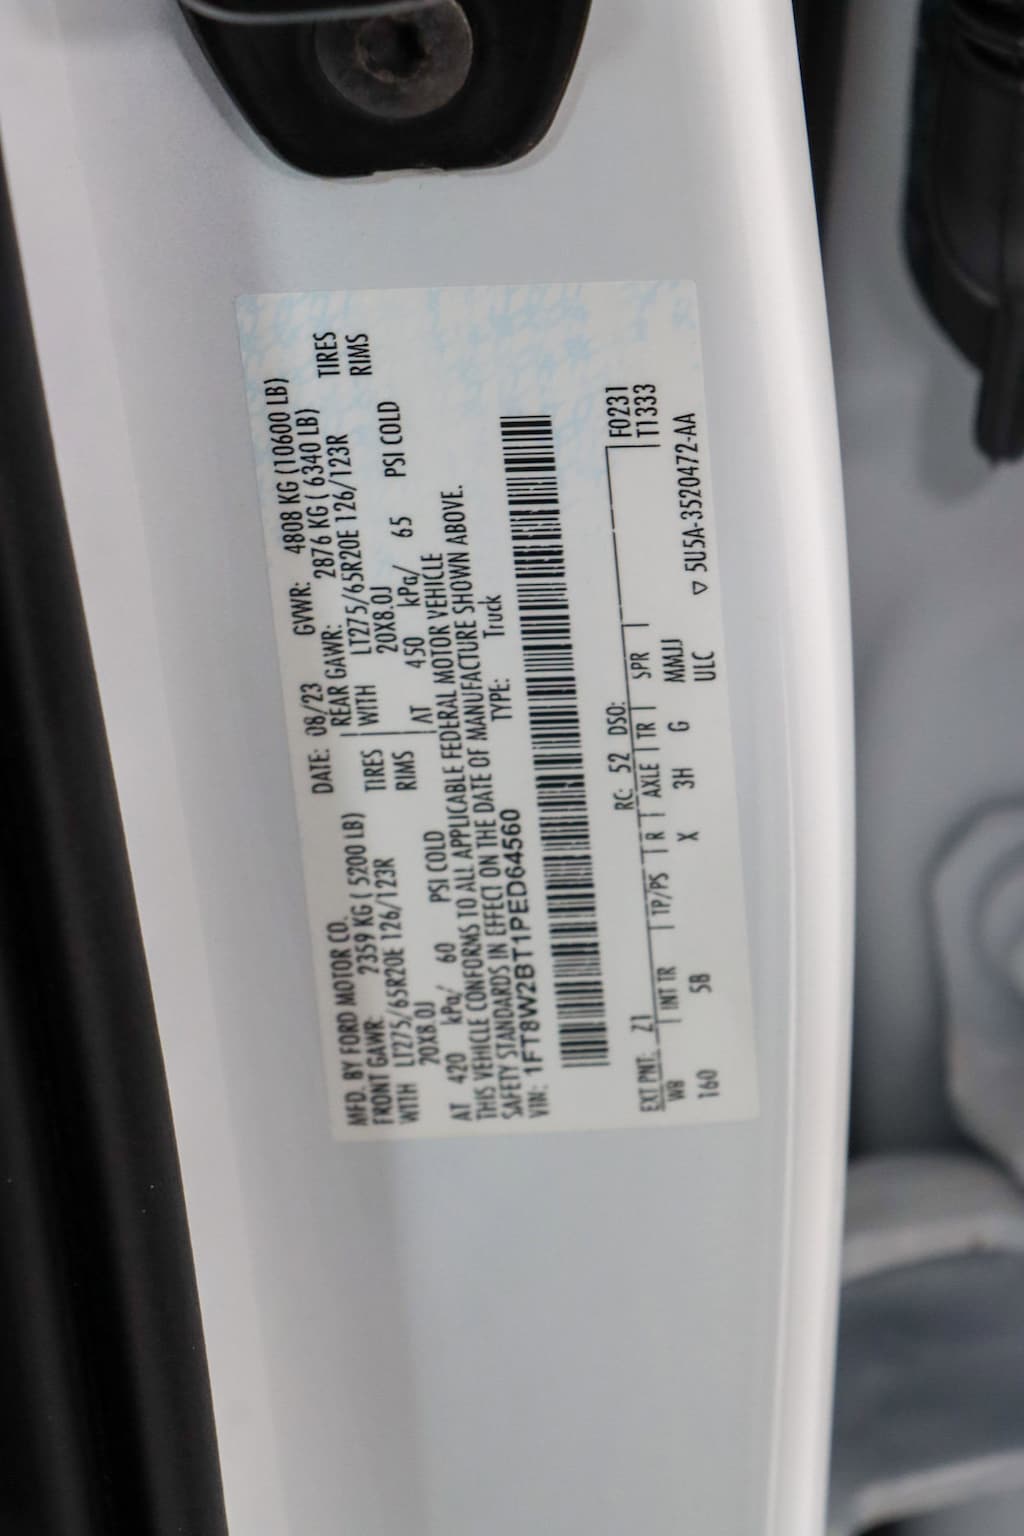 MFD. BY FORD MOTOR CO. DATE: 08/23 GVWR: 4808 KG (10600 LB)
FRONT GAWR: 2359 KG ( 5200 LB) REAR GAWR: 2876 KG ( 6340 LB)
WITH LT275/65R20E 126/123R TIRES WITH LT275/65R20E 126/123R TIRES
20X8.0J RIMS 20X8.0J RIMS
AT 420 kPa/ 60 PSI COLD AT 450 kPa/ 65 PSI COLD
THIS VEHICLE CONFORMS TO ALL APPLICABLE FEDERAL MOTOR VEHICLE
SAFETY STANDARDS IN EFFECT ON THE DATE OF MANUFACTURE SHOWN ABOVE.
VIN: 1FT8W2BT1PED64560 TYPE: Truck
EXT PNT: Z1 RC: 52 DSO: F0231
WB INT TR TP/PS R AXLE TR SPR T1333
160 5B X 3H G MMJJ
ULC ▽ 5U5A-3520472-AA